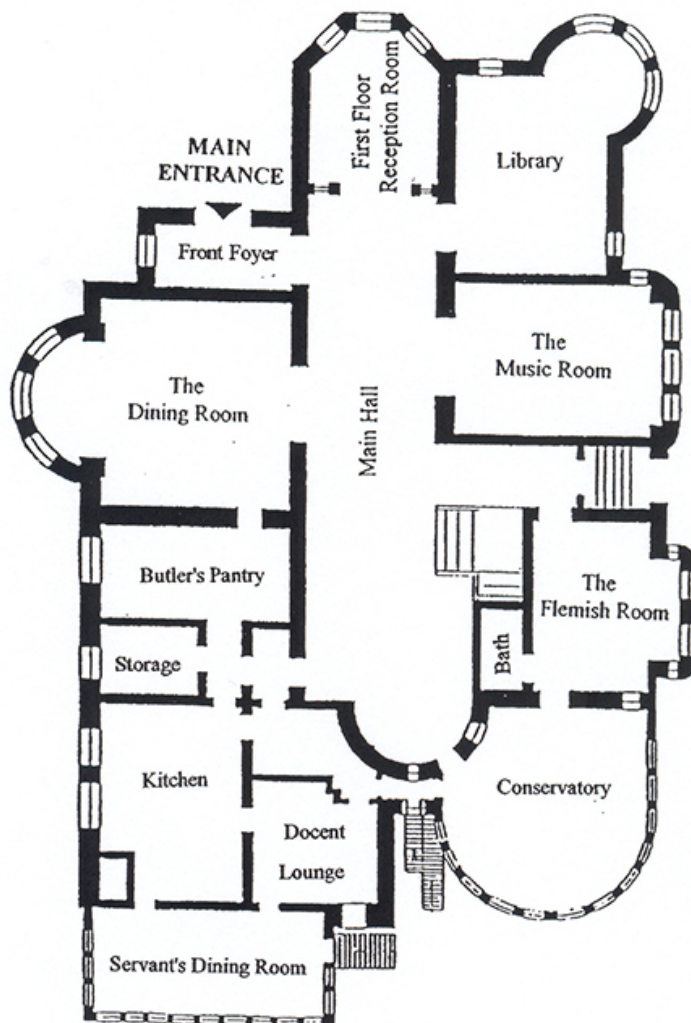 First Floor
Reception Room
Library
MAIN
ENTRANCE
Front Foyer
The
Music Room
The
Dining Room
Main Hall
Butler's Pantry
The
Flemish Room
Storage
Bath
Kitchen
Conservatory
Docent
Lounge
Servant's Dining Room